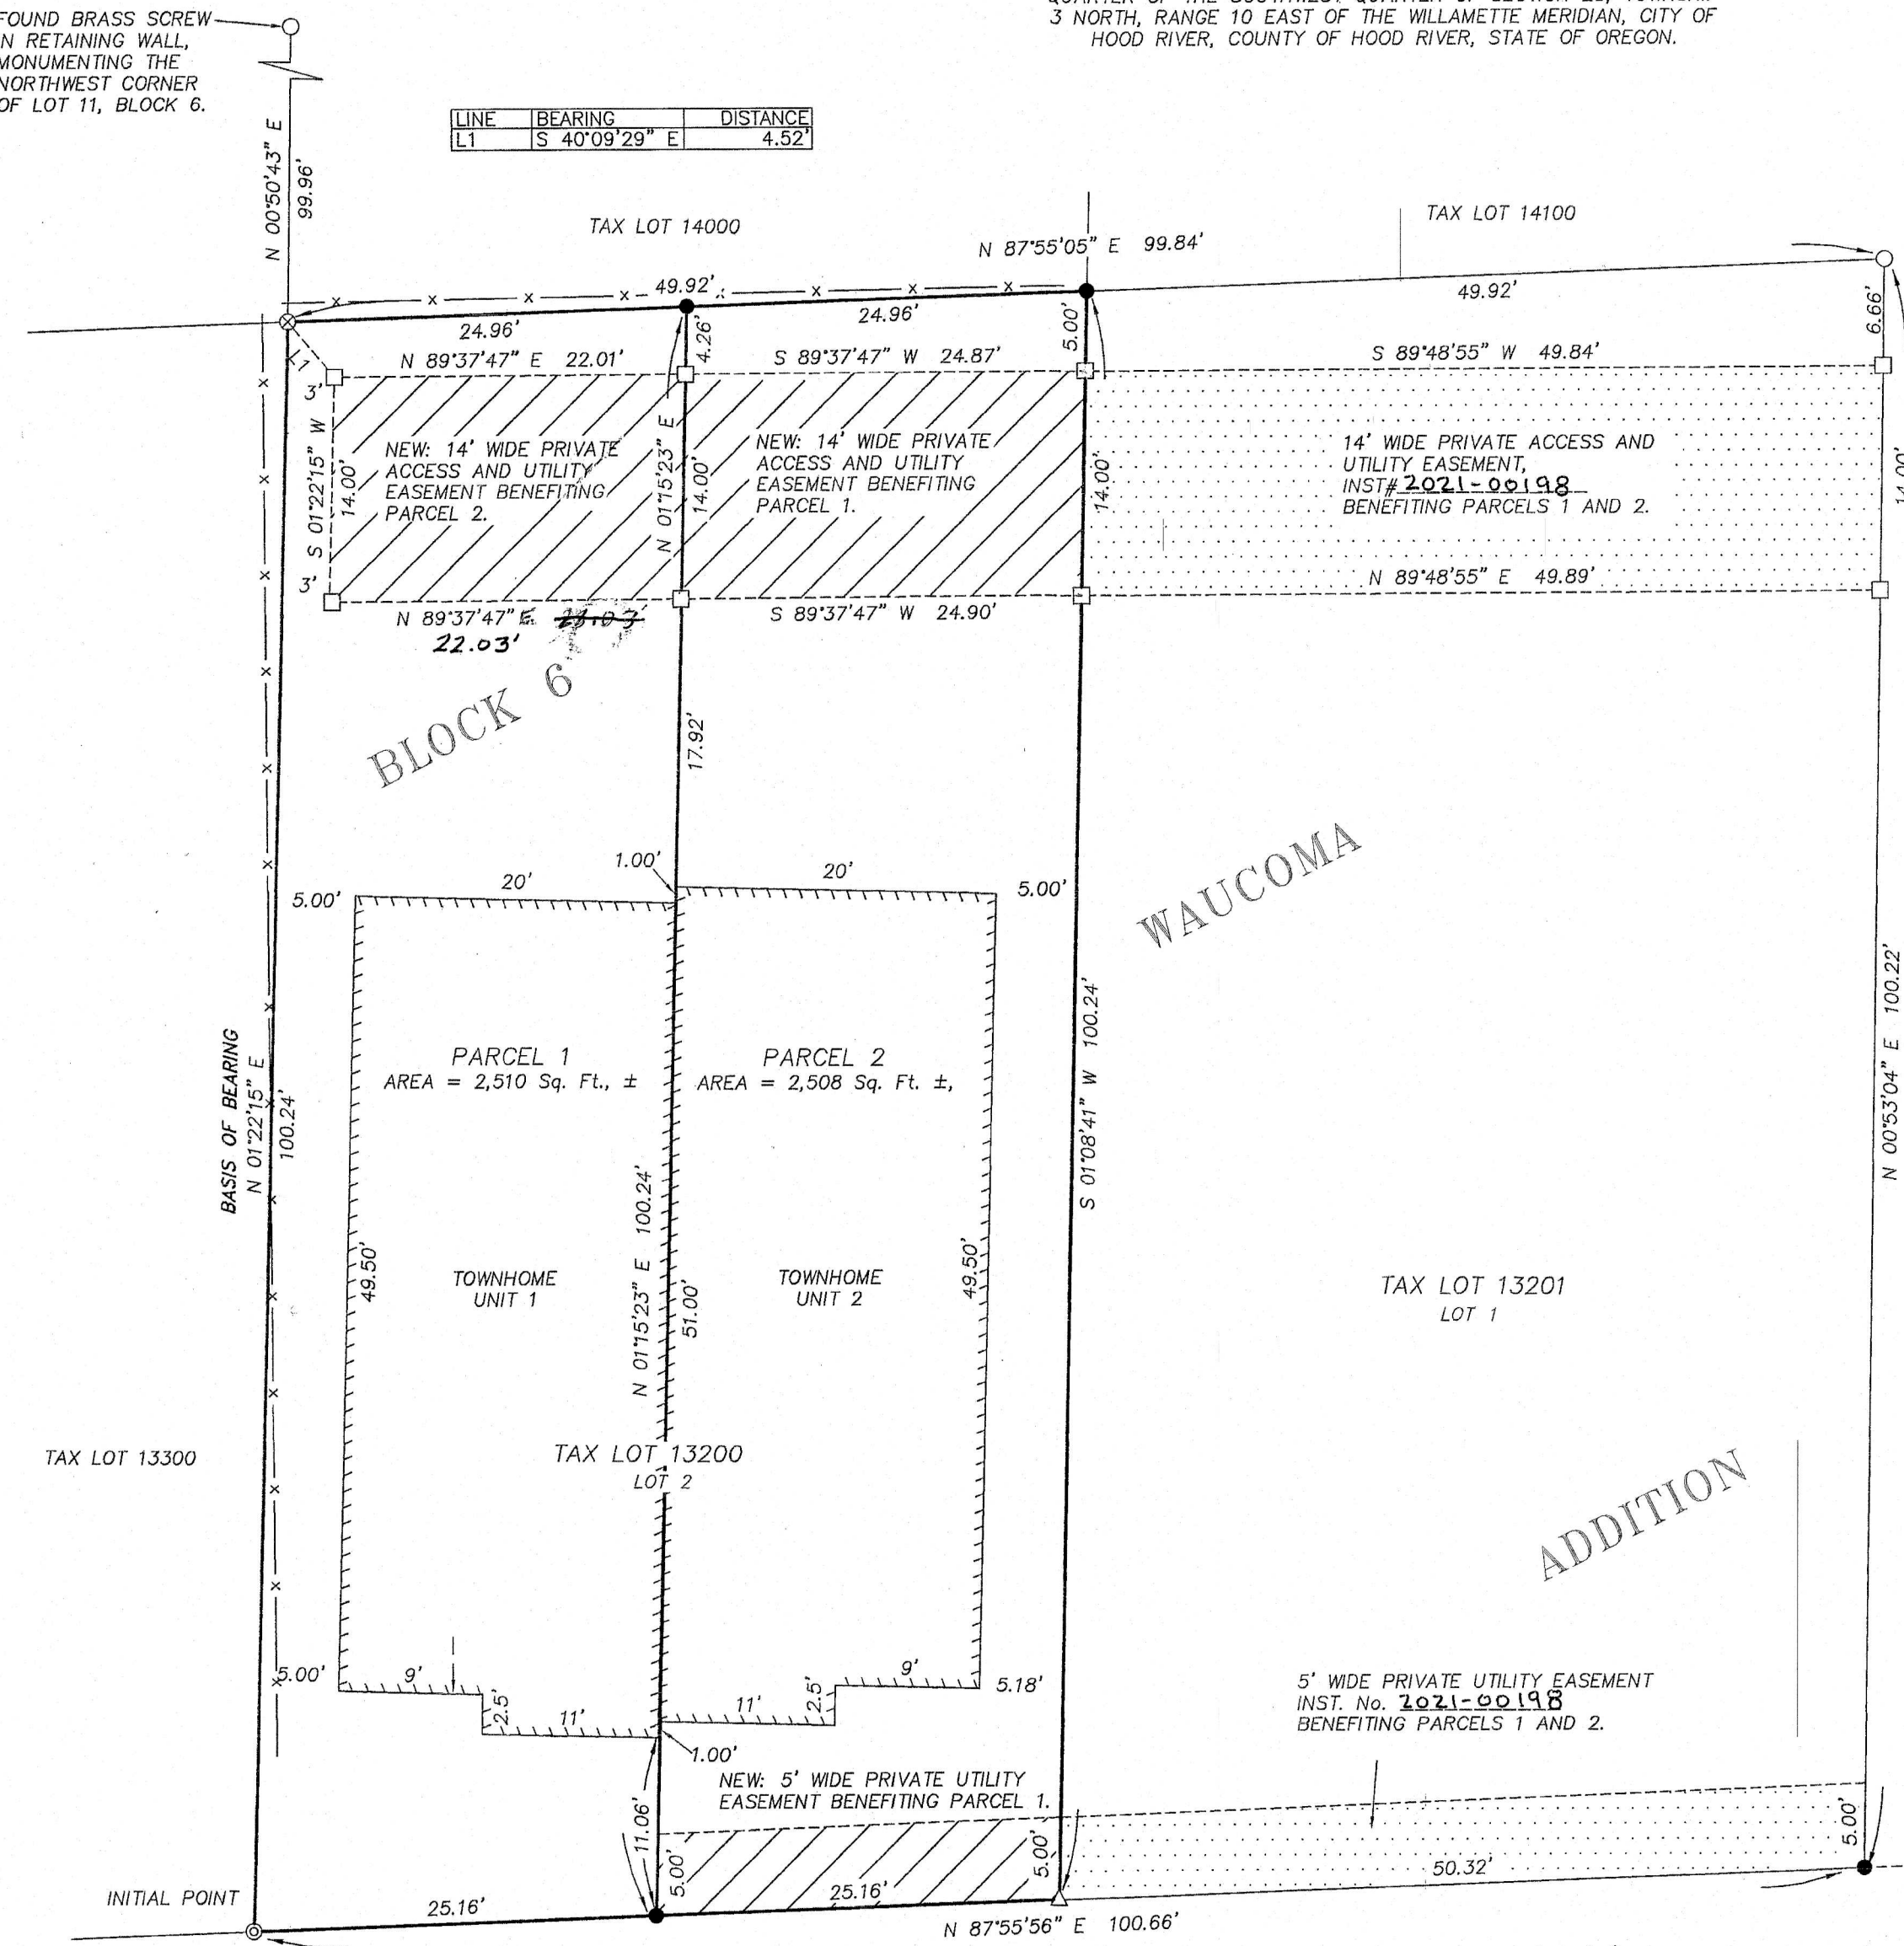 FOUND BRASS SCREW
IN RETAINING WALL,
MONUMENTING THE
NORTHWEST CORNER
OF LOT 11, BLOCK 6.
3 NORTH, RANGE 10 EAST OF THE WILLAMETTE MERIDIAN, CITY OF
HOOD RIVER, COUNTY OF HOOD RIVER, STATE OF OREGON.
LINE BEARING DISTANCE
L1 S 40°09'29" E 4.52'
N 00°50'43" E
99.96'
TAX LOT 14000
TAX LOT 14100
N 87°55'05" E 99.84'
49.92'
49.92'
24.96'
24.96'
4.26'
5.00'
6.66'
L1
N 89°37'47" E 22.01'
S 89°37'47" W 24.87'
S 89°48'55" W 49.84'
3'
S 01°22'15" W
14.00'
NEW: 14' WIDE PRIVATE
ACCESS AND UTILITY
EASEMENT BENEFITING
PARCEL 2.
N 01°15'23" E
14.00'
NEW: 14' WIDE PRIVATE
ACCESS AND UTILITY
EASEMENT BENEFITING
PARCEL 1.
14.00'
14' WIDE PRIVATE ACCESS AND
UTILITY EASEMENT,
INST# 2021-00198
BENEFITING PARCELS 1 AND 2.
14.00'
3'
N 89°48'55" E 49.89'
N 89°37'47" E 23.03'
22.03'
S 89°37'47" W 24.90'
BLOCK 6
17.92'
WAUCOMA
1.00'
20'
20'
5.00'
5.00'
BASIS OF BEARING
N 01°22'15" E
100.24'
PARCEL 1
AREA = 2,510 Sq. Ft., ±
PARCEL 2
AREA = 2,508 Sq. Ft. ±,
S 01°08'41" W 100.24'
N 00°53'04" E 100.22'
N 01°15'23" E 100.24'
49.50'
51.00'
49.50'
TOWNHOME
UNIT 1
TOWNHOME
UNIT 2
TAX LOT 13201
LOT 1
TAX LOT 13300
TAX LOT 13200
LOT 2
ADDITION
5.00'
9'
2.5'
11'
11'
2.5'
9'
5.18'
5' WIDE PRIVATE UTILITY EASEMENT
INST. No. 2021-00198
BENEFITING PARCELS 1 AND 2.
1.00'
NEW: 5' WIDE PRIVATE UTILITY
EASEMENT BENEFITING PARCEL 1.
11.06'
5.00'
5.00'
5.00'
INITIAL POINT
25.16'
25.16'
50.32'
N 87°55'56" E 100.66'